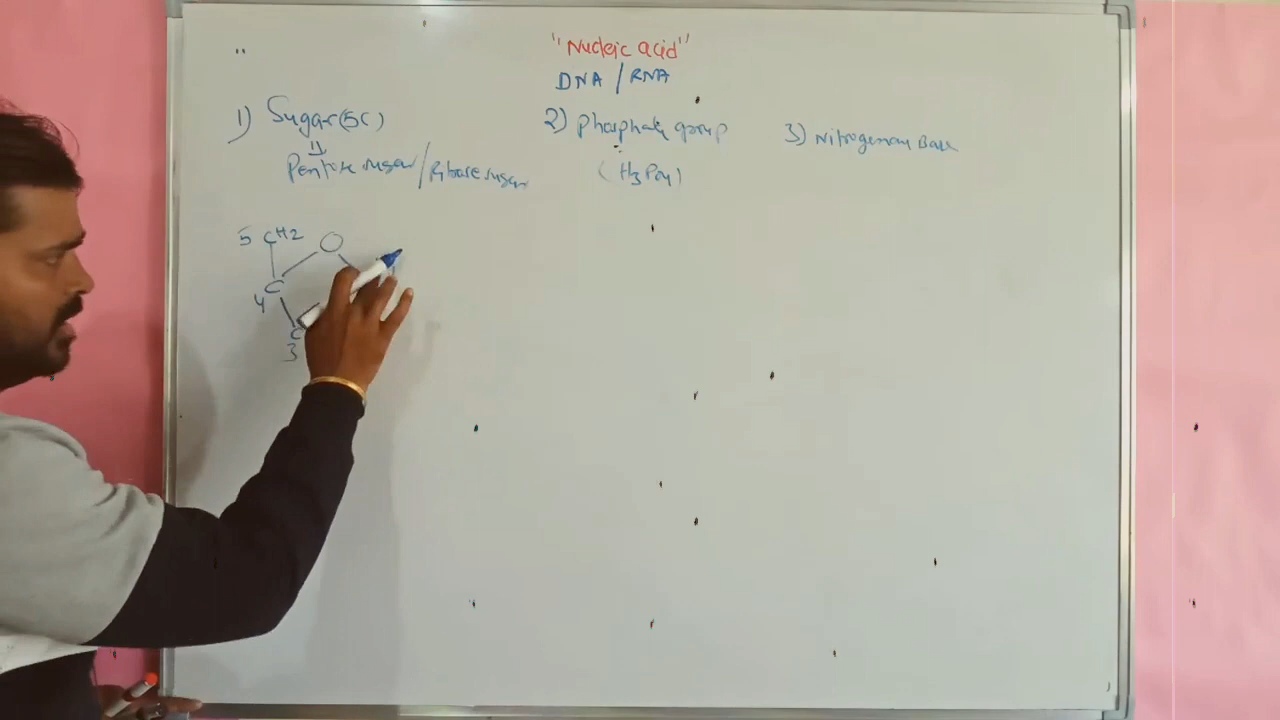 "Nucleic acid"
DNA / RNA
1) Sugar (5C)
Pentose sugar / Ribose sugar
2) Phosphate group
(H3PO4)
3) Nitrogenous Base
5 CH2
O
C
4
C
3